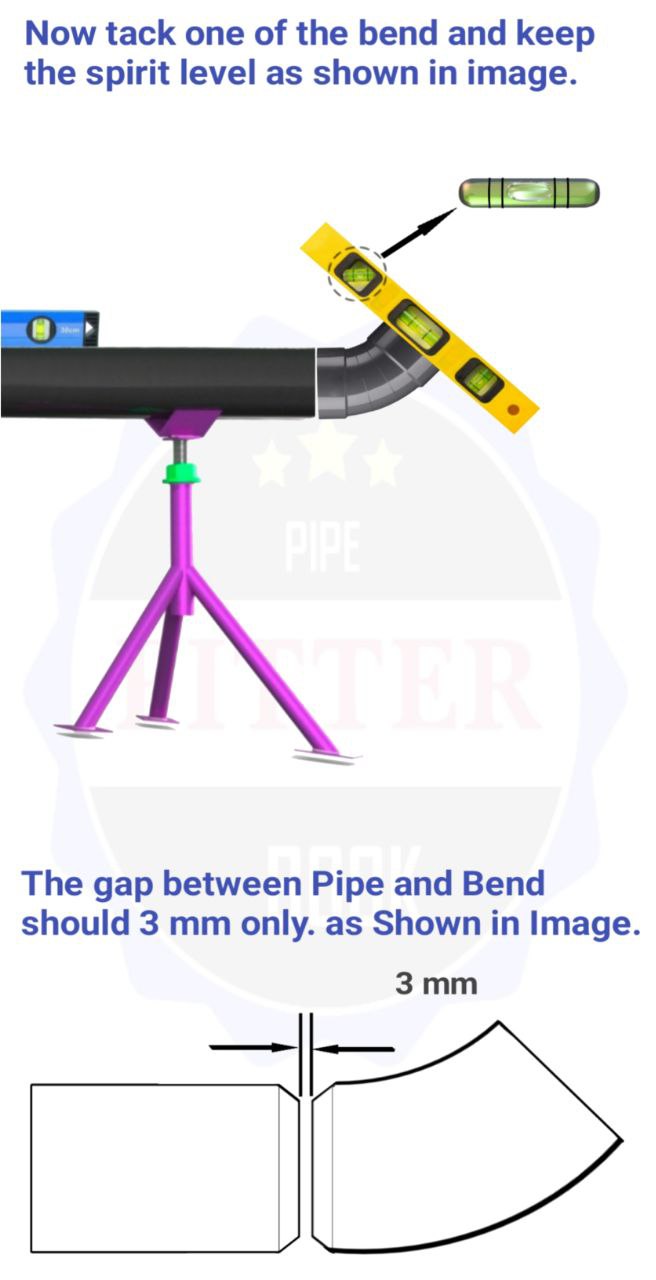 Now tack one of the bend and keep
the spirit level as shown in image.
30cm
PIPE
FITTER
BOOK
The gap between Pipe and Bend
should 3 mm only. as Shown in Image.
3 mm